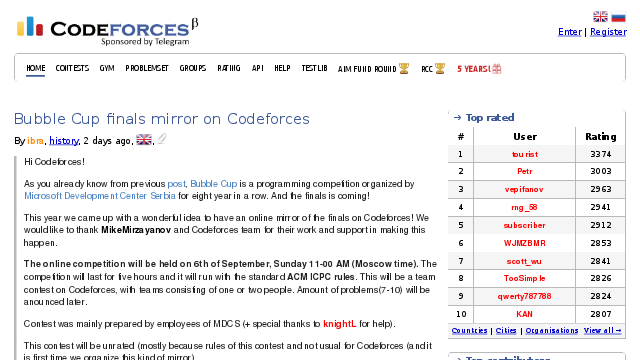 CODEFORCES β
Sponsored by Telegram
Enter | Register
HOME CONTESTS GYM PROBLEMSET GROUPS RATING API HELP TESTLIB AIM FUND ROUND RCC 5 YEARS!
Bubble Cup finals mirror on Codeforces
By ibra, history, 2 days ago,
Hi Codeforces!
As you already know from previous post, Bubble Cup is a programming competition organized by
Microsoft Development Center Serbia for eight year in a row. And the finals is coming!
This year we came up with a wonderful idea to have an online mirror of the finals on Codeforces! We
would like to thank MikeMirzayanov and Codeforces team for their work and support in making this
happen.
The online competition will be held on 6th of September, Sunday 11-00 AM (Moscow time). The
competition will last for five hours and it will run with the standard ACM ICPC rules. This will be a team
contest on Codeforces, with teams consisting of one or two people. Amount of problems(7-10) will be
anounced later.
Contest was mainly prepared by employees of MDCS (+ special thanks to knightL for help).
This contest will be unrated (mostly because rules of this contest and not usual for Codeforces (and it
is first time we organize this kind of mirror)
→ Top rated
# User Rating
1 tourist 3374
2 Petr 3003
3 vepifanov 2963
4 rng_58 2941
5 subscriber 2912
6 WJMZBMR 2853
7 scott_wu 2841
8 TooSimple 2826
9 qwerty787788 2824
10 KAN 2807
Countries | Cities | Organisations View all →
→ Top contributors